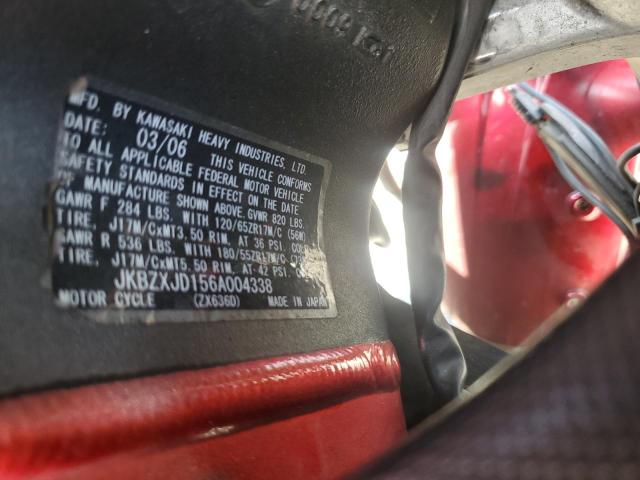 MFD. BY KAWASAKI HEAVY INDUSTRIES, LTD.
DATE: 03/06 THIS VEHICLE CONFORMS
TO ALL APPLICABLE FEDERAL MOTOR VEHICLE
SAFETY STANDARDS IN EFFECT ON THE DATE
OF MANUFACTURE SHOWN ABOVE. GVWR 820 LBS.
GAWR F 284 LBS. WITH 120/65ZR17M/C (56W)
TIRE, J17M/CxMT3.50 RIM, AT 36 PSI.
GAWR R 536 LBS. WITH 180/55ZR17M/C
TIRE, J17M/CxMT5.50 RIM, AT 42 PSI.
JKBZXJD156A004338
MOTOR CYCLE (ZX636D) MADE IN JAPAN